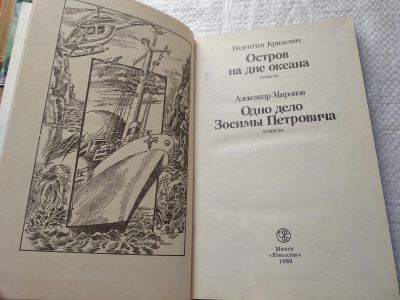 Валентин Крижевич
Остров
на дне океана
повесть
Александр Миронов
Одно дело
Зосимы Петровича
повесть
Минск
«Юнацтва»
1989